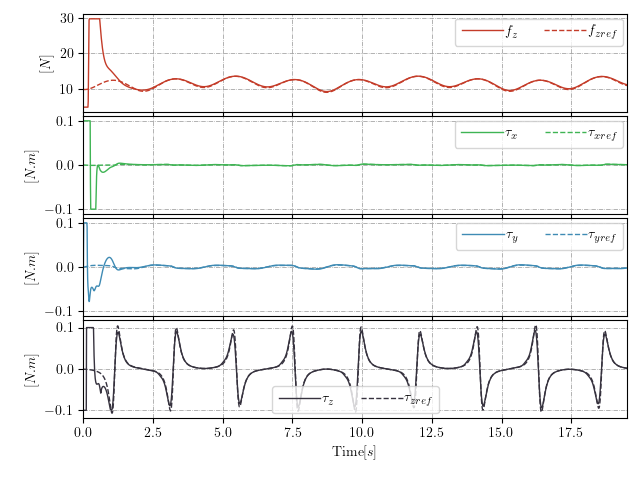 30
20
10
[N]
f_z f_zref
0.1
0.0
−0.1
[N.m]
τ_x τ_xref
0.1
0.0
−0.1
[N.m]
τ_y τ_yref
0.1
0.0
−0.1
[N.m]
τ_z τ_zref
0.0 2.5 5.0 7.5 10.0 12.5 15.0 17.5
Time[s]